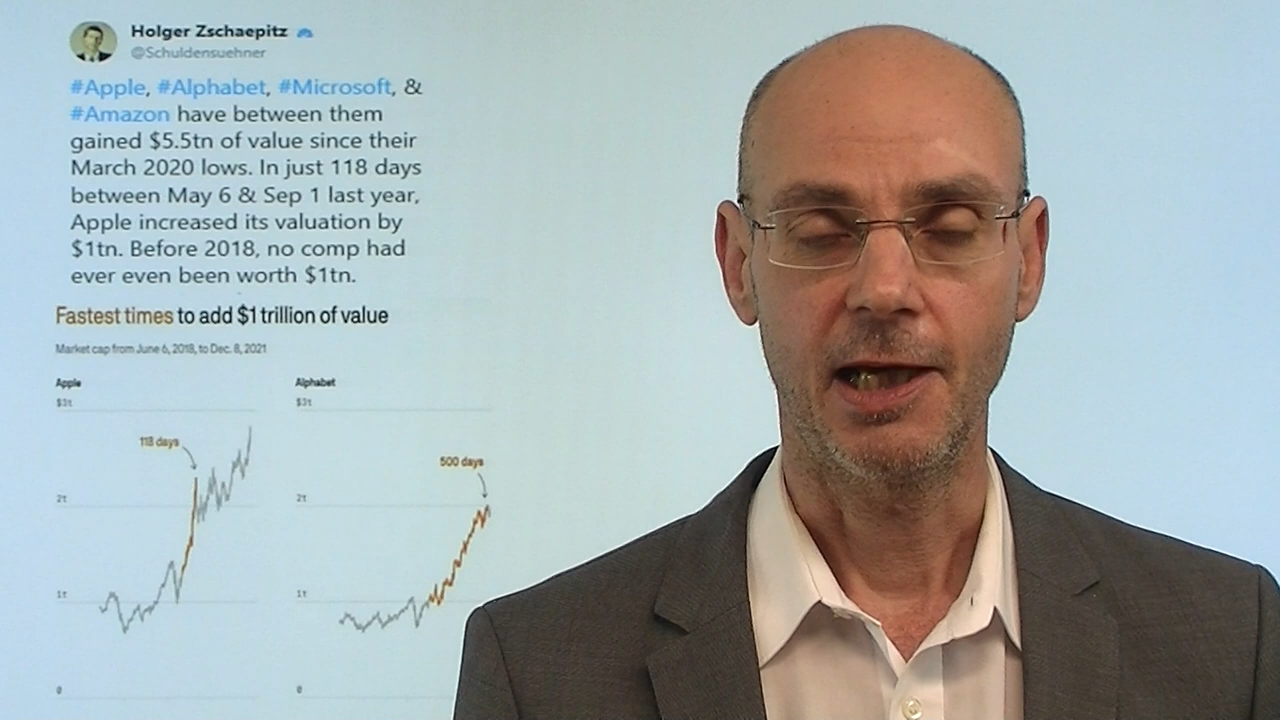 Holger Zschaepitz
@Schuldensuehner
#Apple, #Alphabet, #Microsoft, &
#Amazon have between them
gained $5.5tn of value since their
March 2020 lows. In just 118 days
between May 6 & Sep 1 last year,
Apple increased its valuation by
$1tn. Before 2018, no comp had
ever even been worth $1tn.
Fastest times to add $1 trillion of value
Market cap from June 6, 2018, to Dec. 8, 2021
Apple
$3t
118 days
2t
1t
0
Alphabet
$3t
500 days
2t
1t
0